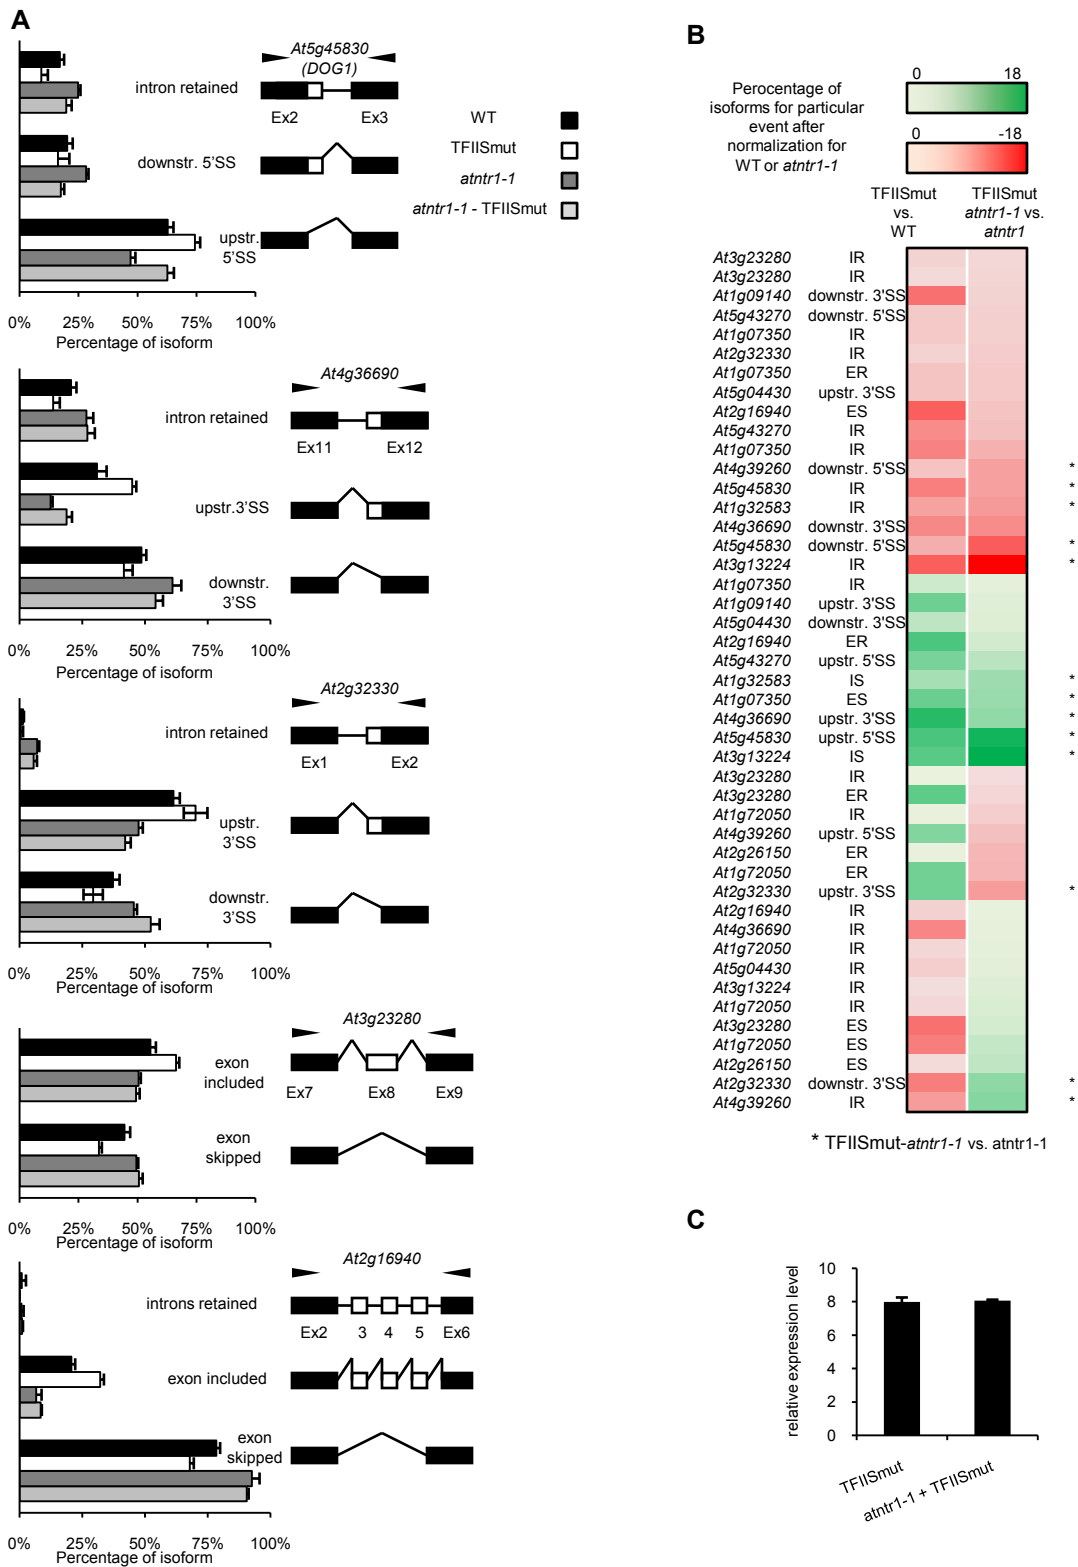 A
At5g45830
(DOG1)
intron retained
Ex2 Ex3
downstr. 5'SS
upstr.
5'SS
WT
TFIISmut
atntr1-1
atntr1-1 - TFIISmut
0% 25% 50% 75% 100%
Percentage of isoform
At4g36690
intron retained
Ex11 Ex12
upstr.3'SS
downstr.
3'SS
0% 25% 50% 75% 100%
Percentage of isoform
At2g32330
intron retained
Ex1 Ex2
upstr.
3'SS
downstr.
3'SS
0% 25% 50% 75% 100%
Percentage of isoform
At3g23280
exon
included
Ex7 Ex8 Ex9
exon
skipped
0% 25% 50% 75% 100%
Percentage of isoform
At2g16940
introns retained
Ex2 3 4 5 Ex6
exon included
exon
skipped
0% 25% 50% 75% 100%
Percentage of isoform
B
Perocentage of
isoforms for particular
event after
normalization for
WT or atntr1-1
0 18
0 -18
TFIISmut
vs.
WT
TFIISmut
atntr1-1 vs.
atntr1
At3g23280 IR
At3g23280 IR
At1g09140 downstr. 3'SS
At5g43270 downstr. 5'SS
At1g07350 IR
At2g32330 IR
At1g07350 ER
At5g04430 upstr. 3'SS
At2g16940 ES
At5g43270 IR
At1g07350 IR
At4g39260 downstr. 5'SS *
At5g45830 IR *
At1g32583 IR *
At4g36690 downstr. 3'SS
At5g45830 downstr. 5'SS *
At3g13224 IR *
At1g07350 IR
At1g09140 upstr. 3'SS
At5g04430 downstr. 3'SS
At2g16940 ER
At5g43270 upstr. 5'SS
At1g32583 IS *
At1g07350 ES *
At4g36690 upstr. 3'SS *
At5g45830 upstr. 5'SS *
At3g13224 IS *
At3g23280 IR
At3g23280 ER
At1g72050 IR
At4g39260 upstr. 5'SS
At2g26150 ER
At1g72050 ER
At2g32330 upstr. 3'SS *
At2g16940 IR
At4g36690 IR
At1g72050 IR
At5g04430 IR
At3g13224 IR
At1g72050 IR
At3g23280 ES
At1g72050 ES
At2g26150 ES
At2g32330 downstr. 3'SS *
At4g39260 IR *
* TFIISmut-atntr1-1 vs. atntr1-1
C
relative expression level
10
8
6
4
2
0
TFIISmut
atntr1-1 + TFIISmut